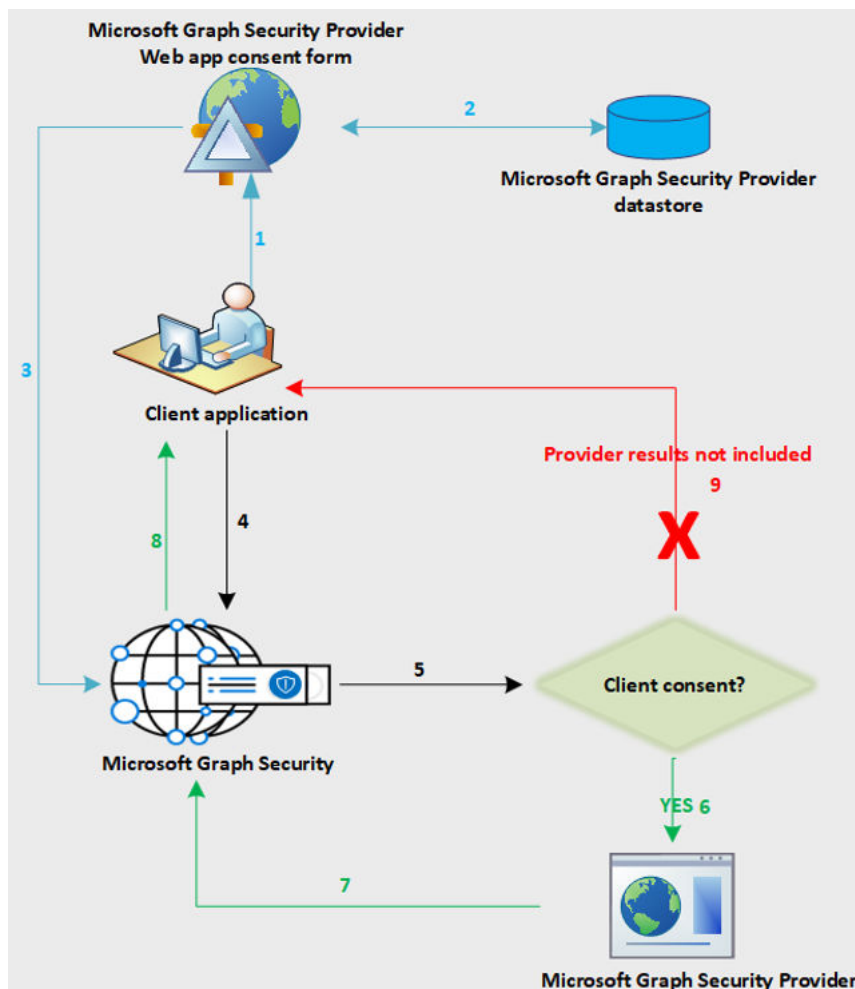 Microsoft Graph Security Provider
Web app consent form
2
Microsoft Graph Security Provider
datastore
1
3
Client application
Provider results not included
9
X
4
8
5
Client consent?
Microsoft Graph Security
YES 6
7
Microsoft Graph Security Provider